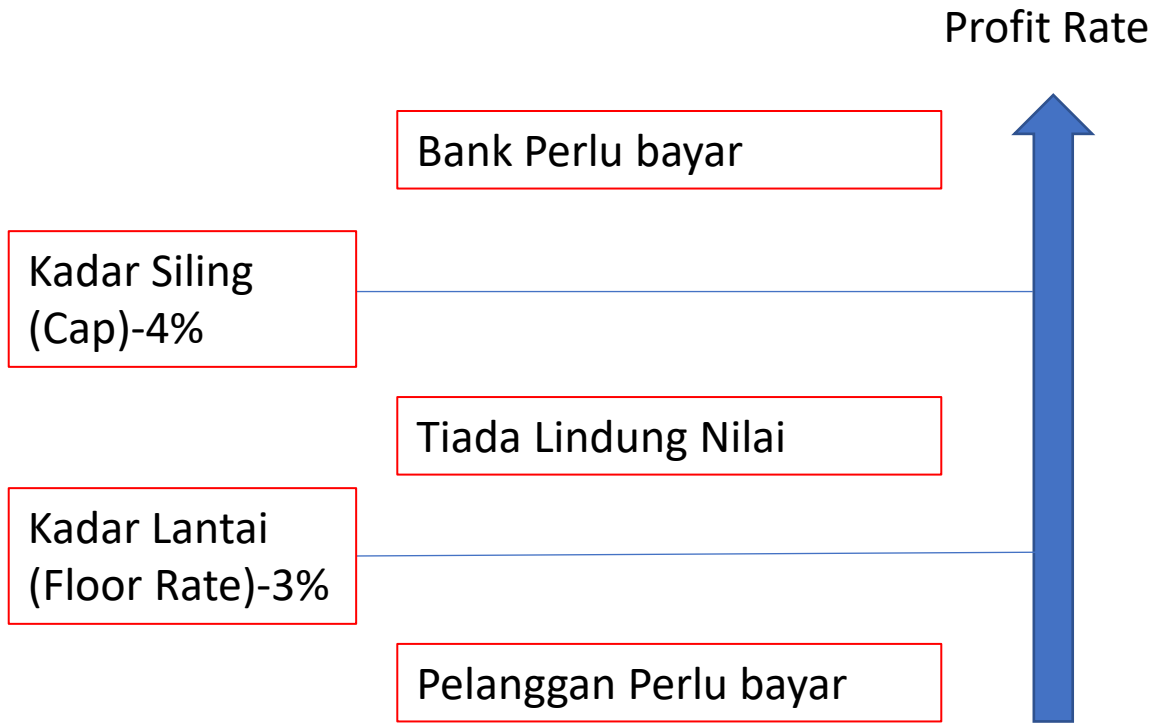 Profit Rate
Bank Perlu bayar
Kadar Siling
(Cap)-4%
Tiada Lindung Nilai
Kadar Lantai
(Floor Rate)-3%
Pelanggan Perlu bayar